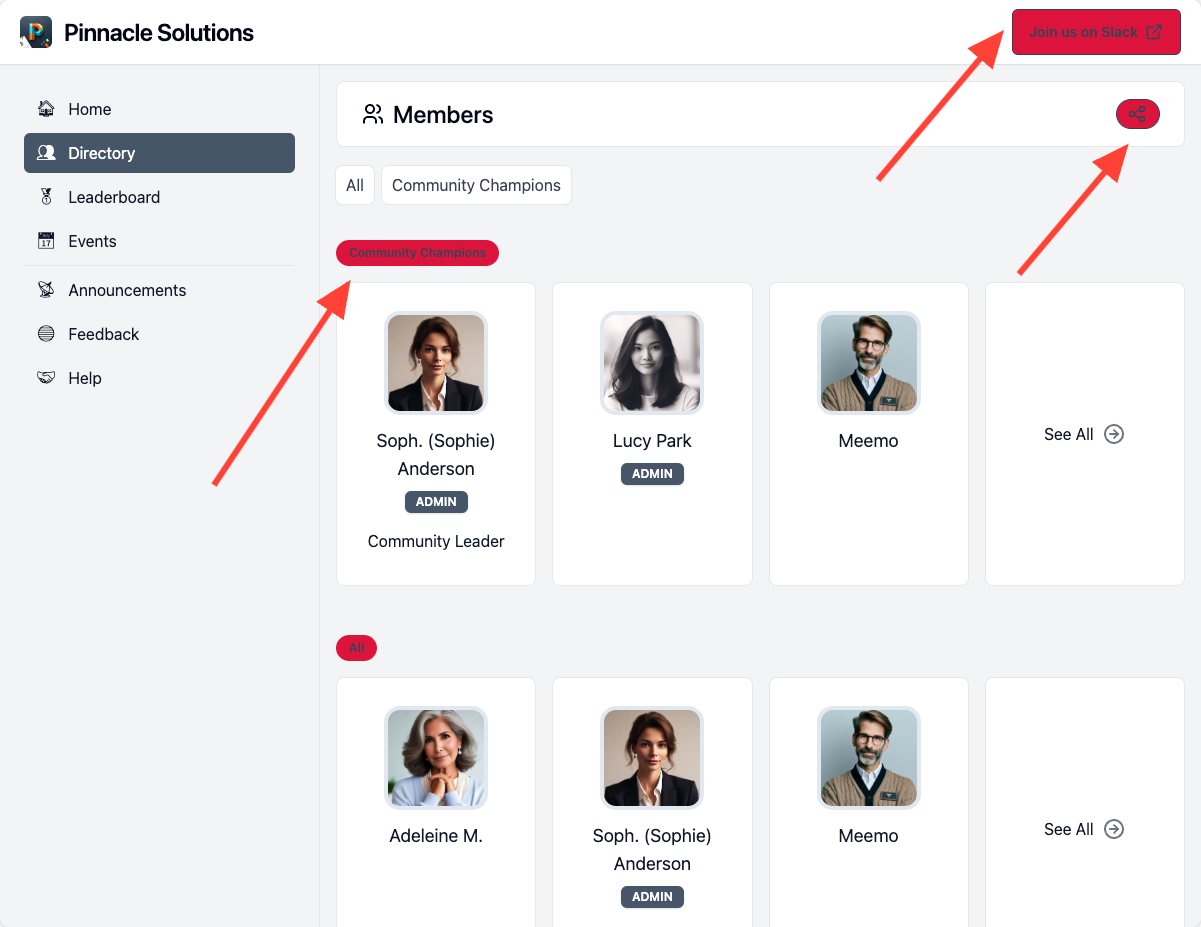 Pinnacle Solutions
Join us on Slack
Home
Directory
Leaderboard
17
Events
Announcements
Feedback
Help
Members
All
Community Champions
Community Champions
Soph. (Sophie)
Anderson
ADMIN
Community Leader
Lucy Park
ADMIN
Meemo
See All
All
Adeleine M.
Soph. (Sophie)
Anderson
ADMIN
Meemo
See All